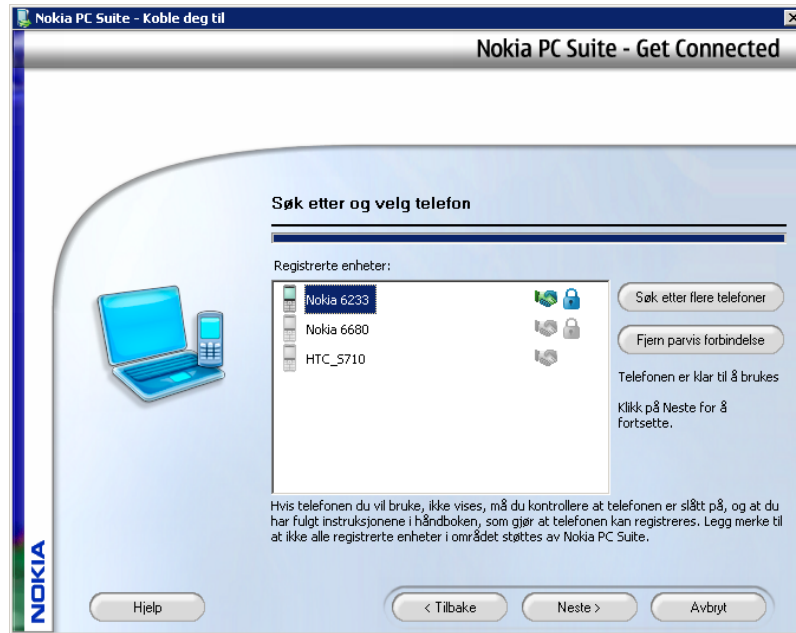 Nokia PC Suite - Koble deg til
Nokia PC Suite - Get Connected
Søk etter og velg telefon
Registrerte enheter:
Nokia 6233
Nokia 6680
HTC_S710
Søk etter flere telefoner
Fjern parvis forbindelse
Telefonen er klar til å brukes
Klikk på Neste for å
fortsette.
Hvis telefonen du vil bruke, ikke vises, må du kontrollere at telefonen er slått på, og at du
har fulgt instruksjonene i håndboken, som gjør at telefonen kan registreres. Legg merke til
at ikke alle registrerte enheter i området støttes av Nokia PC Suite.
NOKIA
Hjelp
< Tilbake
Neste >
Avbryt